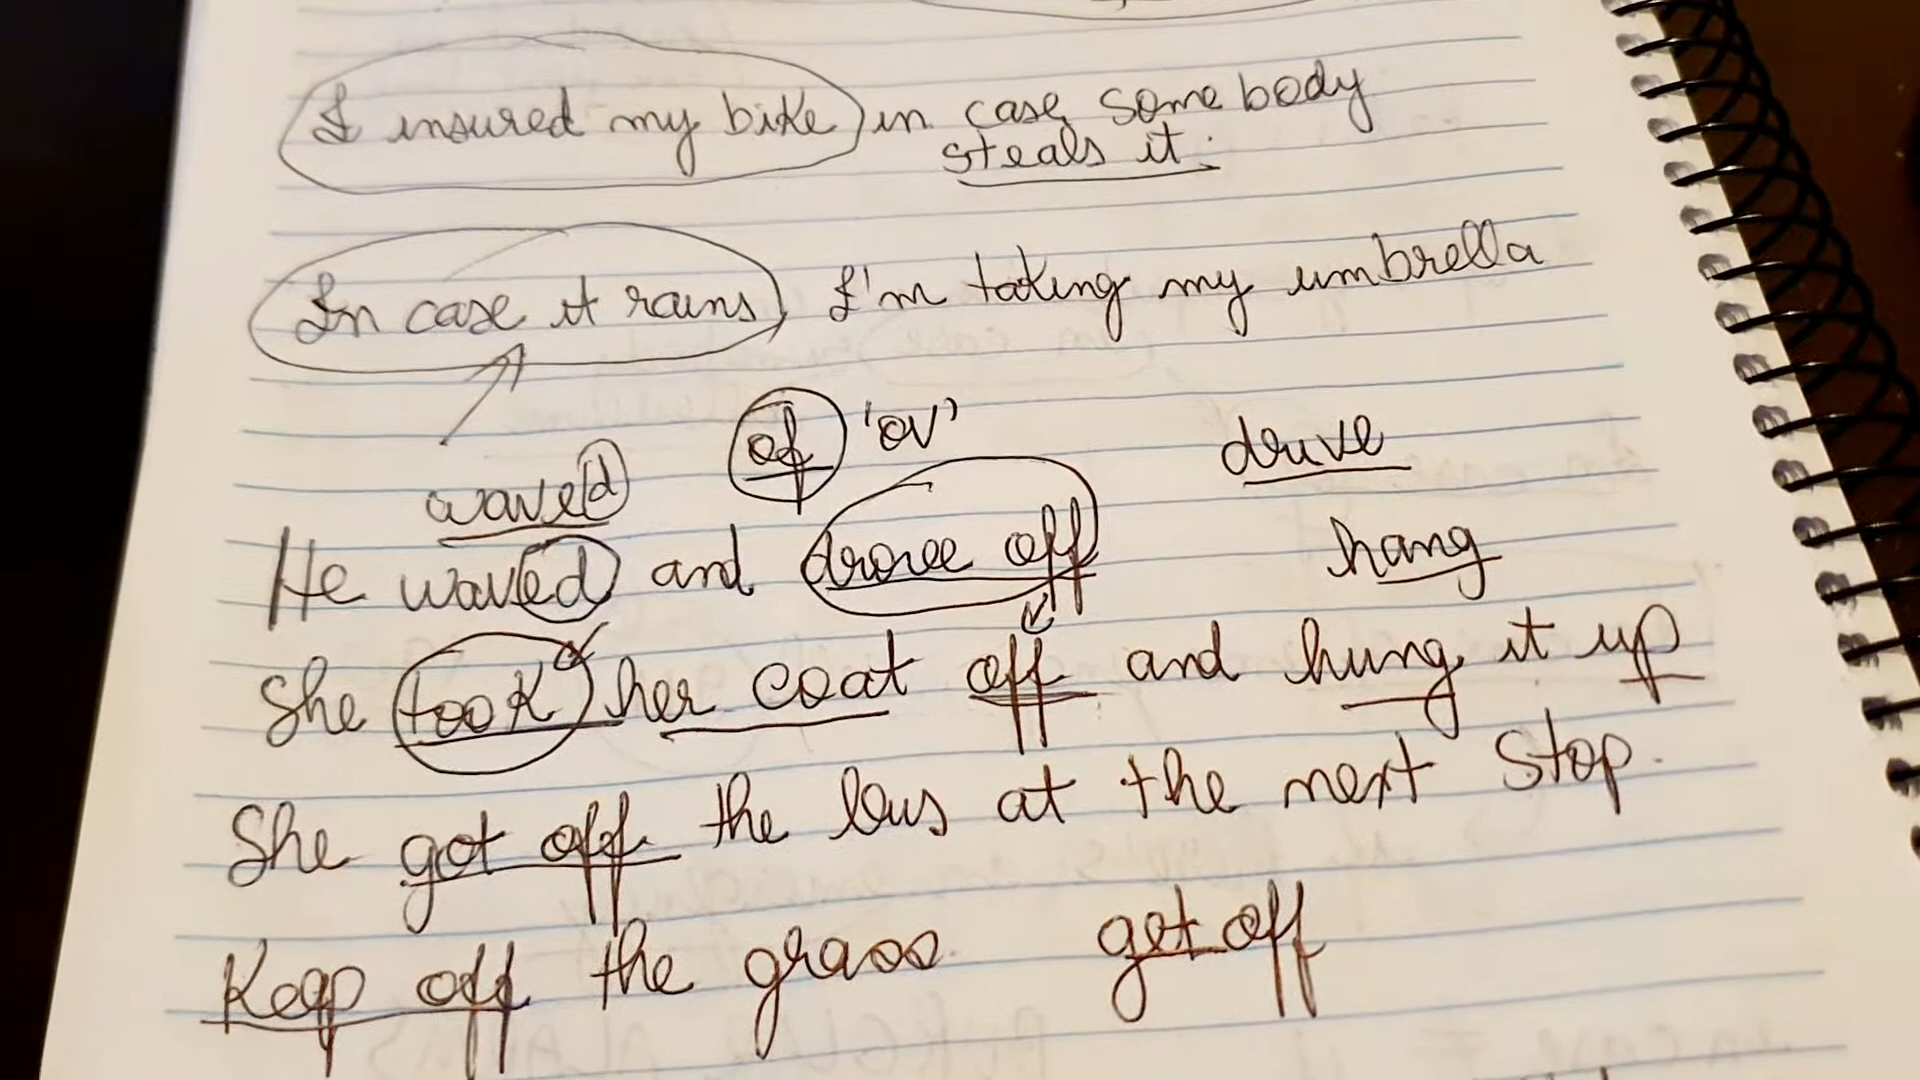 I insured my bike in case somebody
steals it.
In case it rains, I'm taking my umbrella
of 'ov' drive
waved
He waved and drove off hang
She took her coat off and hung it up
She got off the bus at the next stop.
Keep off the grass. get off